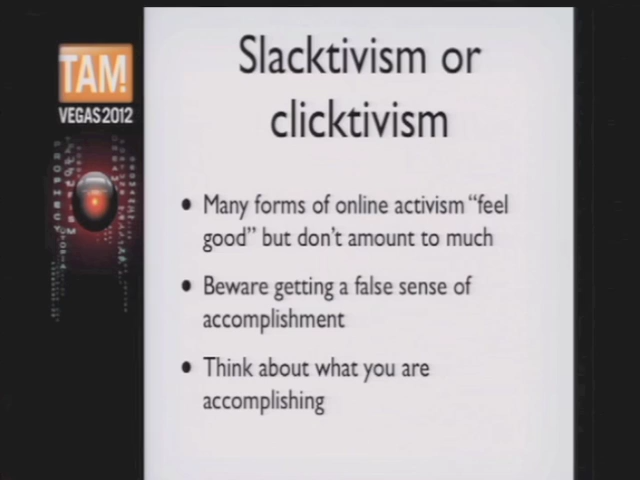 TAM!
VEGAS 2012
Slacktivism or
clicktivism
• Many forms of online activism “feel
good” but don’t amount to much
• Beware getting a false sense of
accomplishment
• Think about what you are
accomplishing